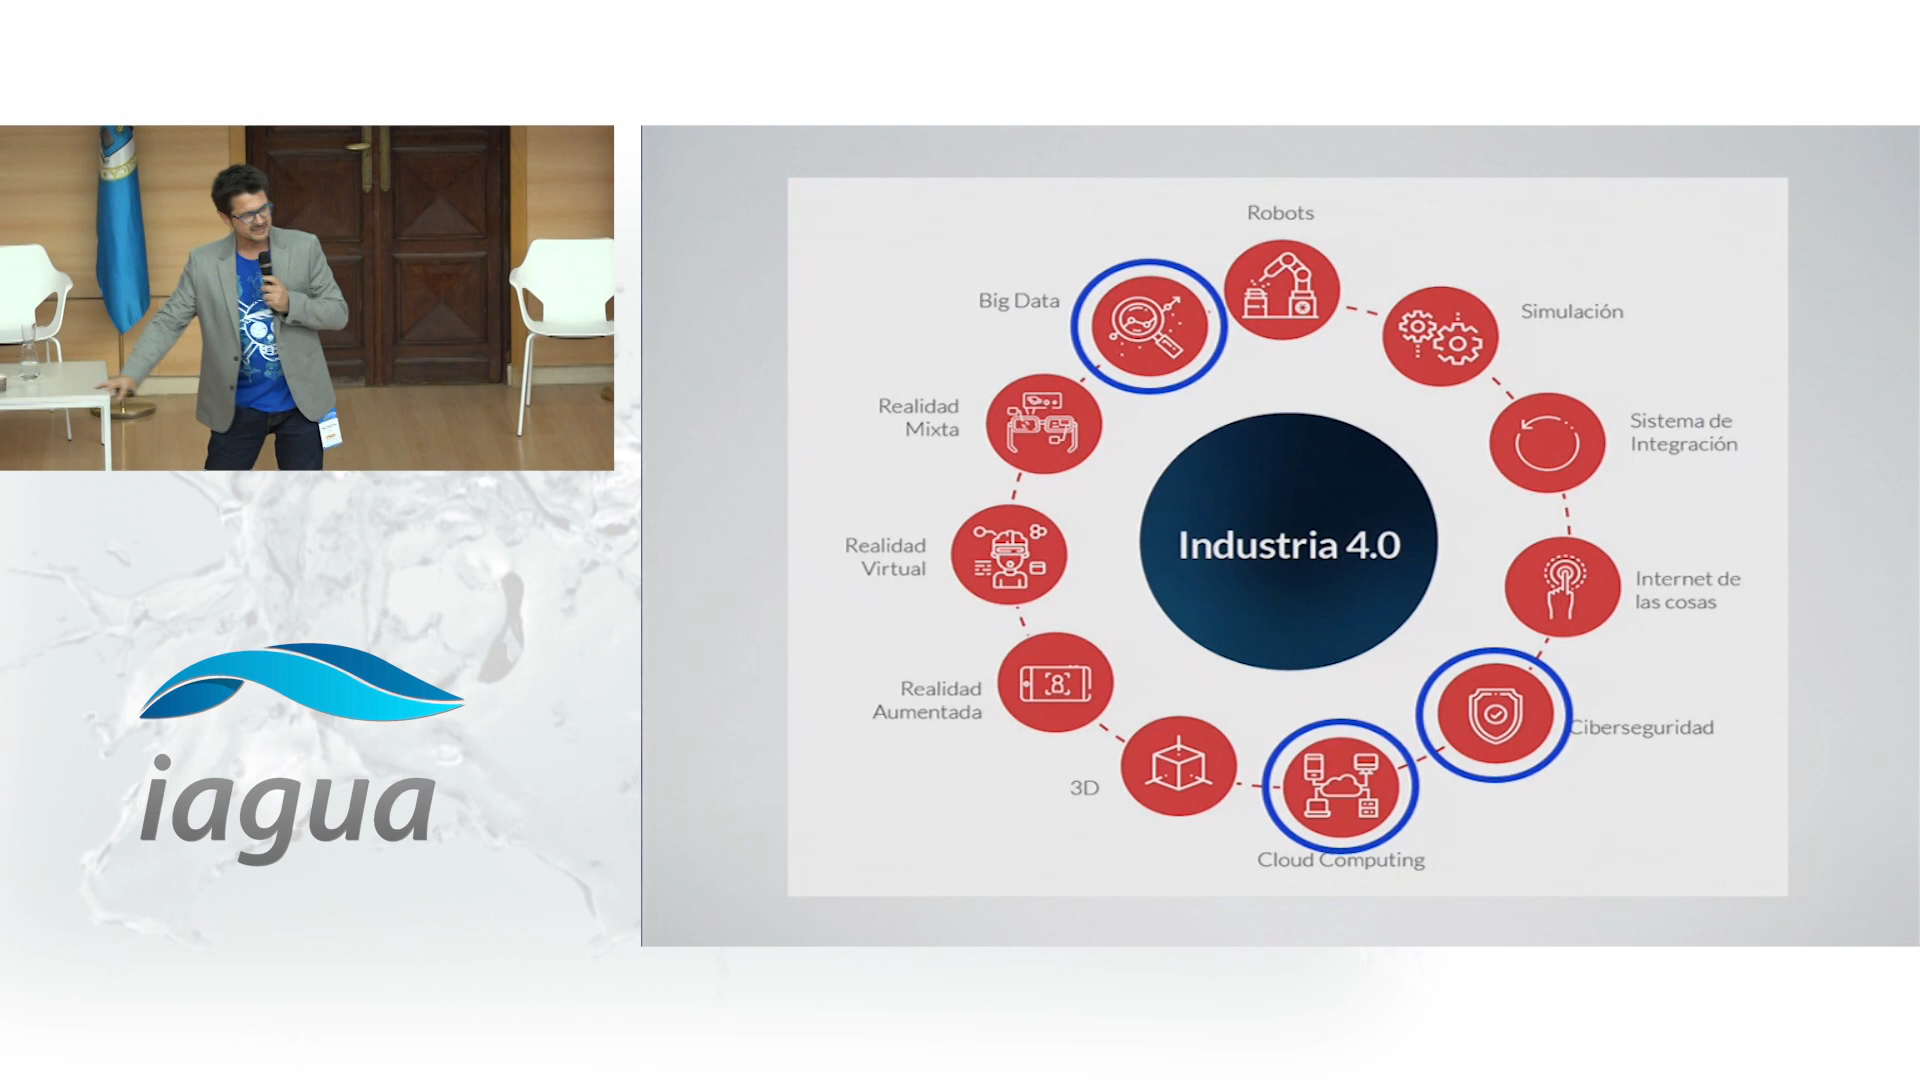 Robots
Big Data
Simulación
Realidad
Mixta
Sistema de
Integración
Realidad
Virtual
Industria 4.0
Internet de
las cosas
Realidad
Aumentada
Ciberseguridad
3D
Cloud Computing
iagua